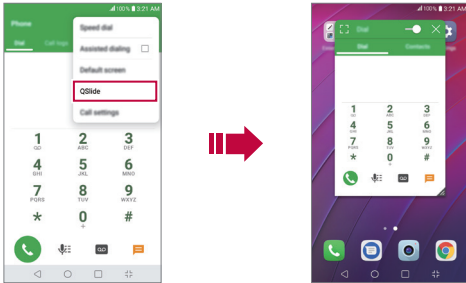 100% 3:21 AM
Phone
Speed dial
Dial Call logs
Assisted dialing
Default screen
QSlide
Call settings
1 2 3
ABC DEF
4 5 6
GHI JKL MNO
7 8 9
PQRS TUV WXYZ
* 0 #
+
100% 3:21 AM
Dial
Dial Contacts
1 2 3
ABC DEF
4 5 6
GHI JKL MNO
7 8 9
PQRS TUV WXYZ
* 0 #
+